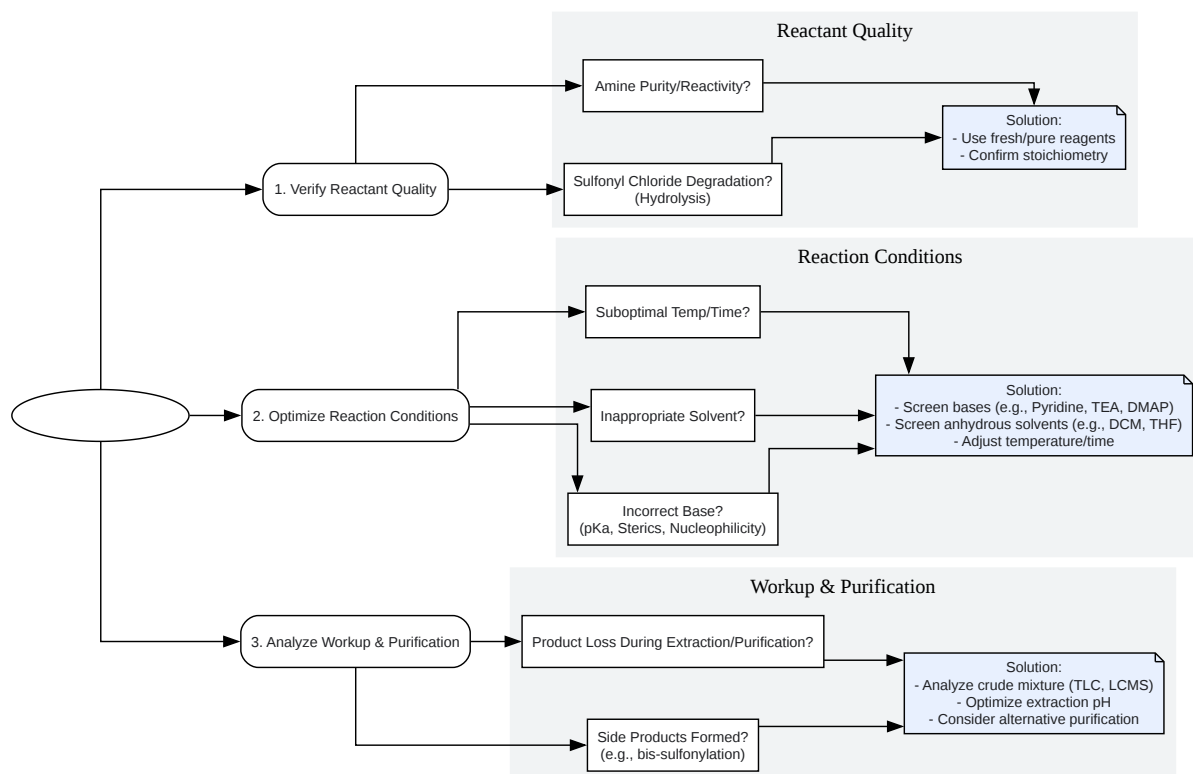 Reactant Quality
Amine Purity/Reactivity?
Solution:
- Use fresh/pure reagents
- Confirm stoichiometry
1. Verify Reactant Quality
Sulfonyl Chloride Degradation?
(Hydrolysis)
Reaction Conditions
Suboptimal Temp/Time?
2. Optimize Reaction Conditions
Inappropriate Solvent?
Solution:
- Screen bases (e.g., Pyridine, TEA, DMAP)
- Screen anhydrous solvents (e.g., DCM, THF)
- Adjust temperature/time
Incorrect Base?
(pKa, Sterics, Nucleophilicity)
Workup & Purification
3. Analyze Workup & Purification
Product Loss During Extraction/Purification?
Solution:
- Analyze crude mixture (TLC, LCMS)
- Optimize extraction pH
- Consider alternative purification
Side Products Formed?
(e.g., bis-sulfonylation)